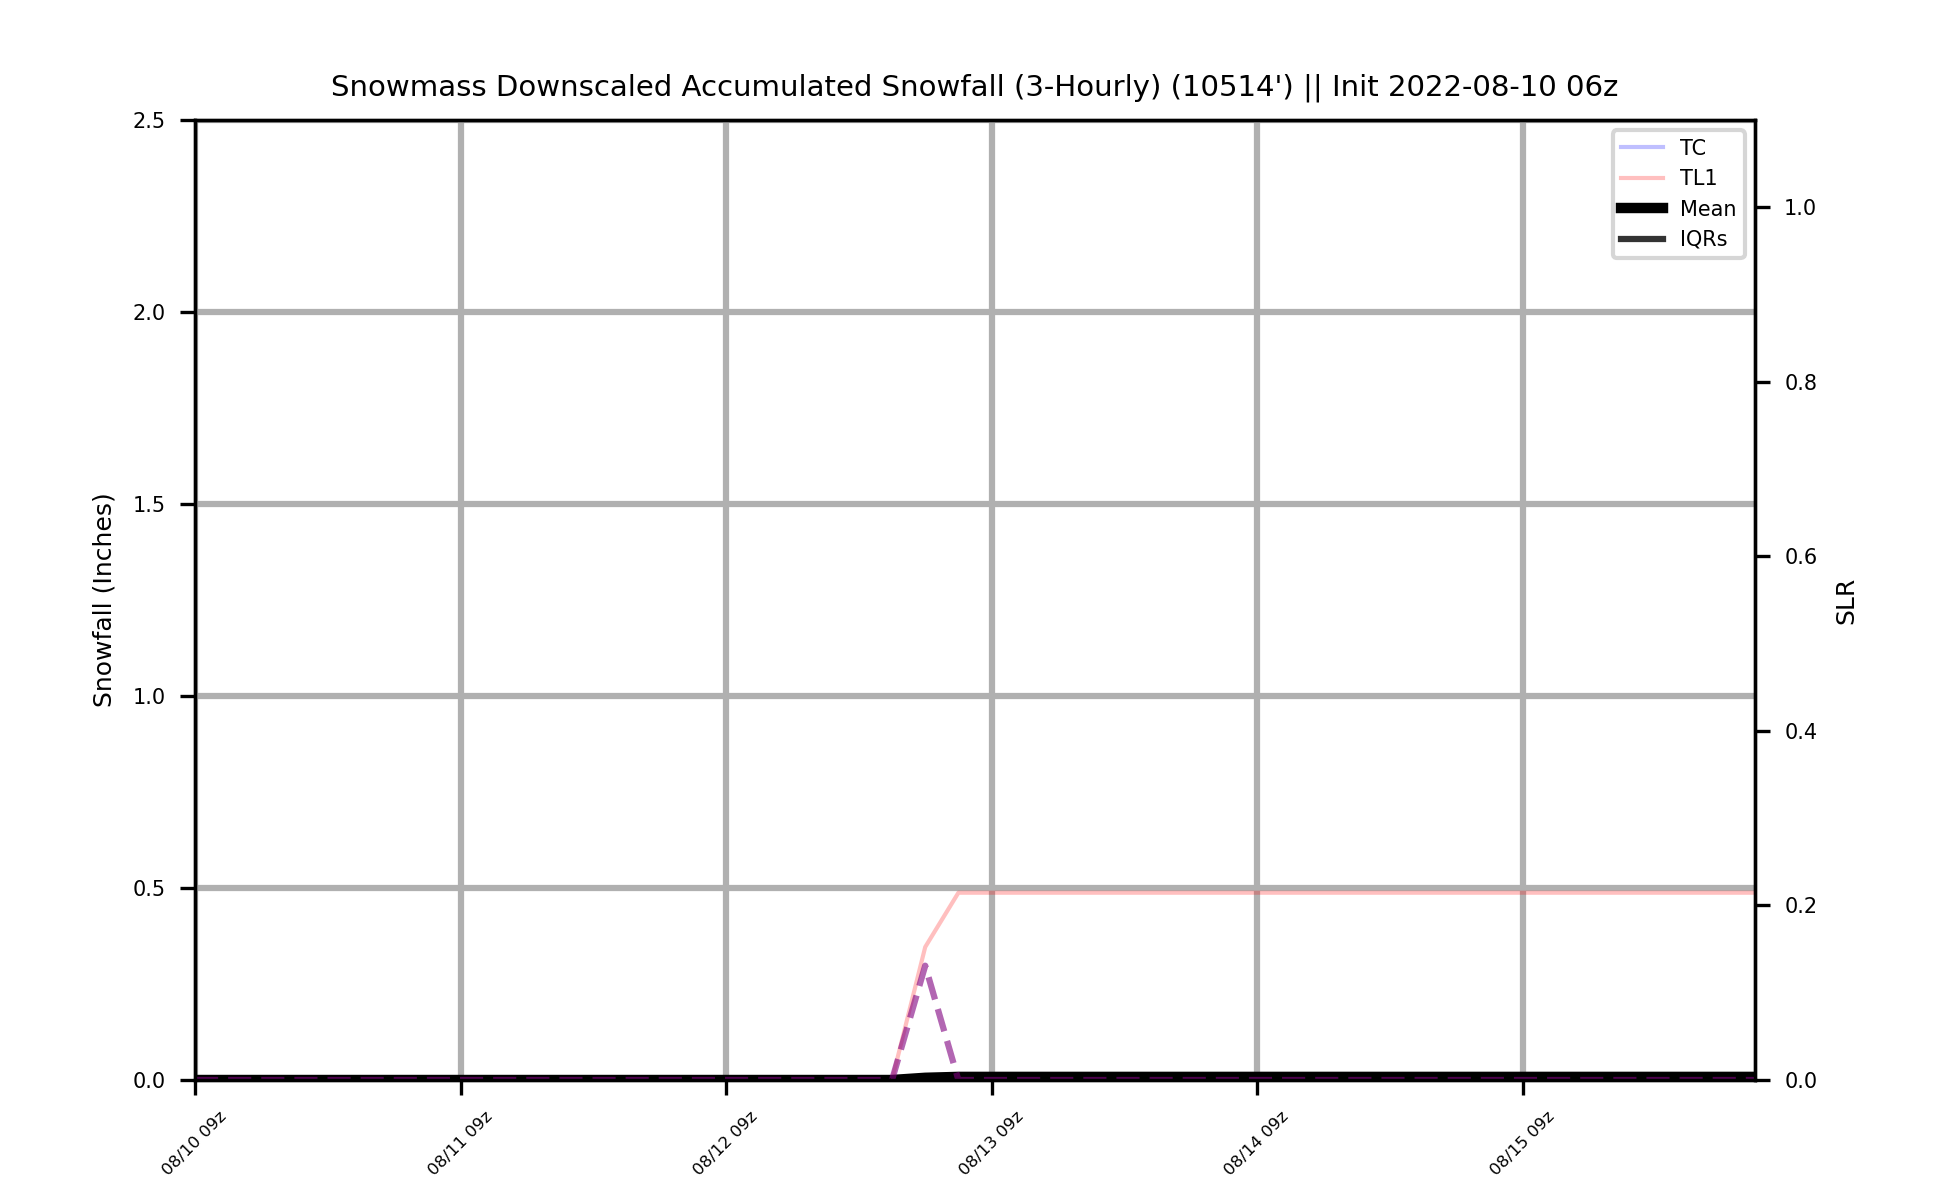 Snowmass Downscaled Accumulated Snowfall (3-Hourly) (10514') || Init 2022-08-10 06z
TC
TL1
Mean
IQRs
Snowfall (Inches)
2.5
2.0
1.5
1.0
0.5
0.0
1.0
0.8
0.6
0.4
0.2
0.0
SLR
08/10 09z
08/11 09z
08/12 09z
08/13 09z
08/14 09z
08/15 09z